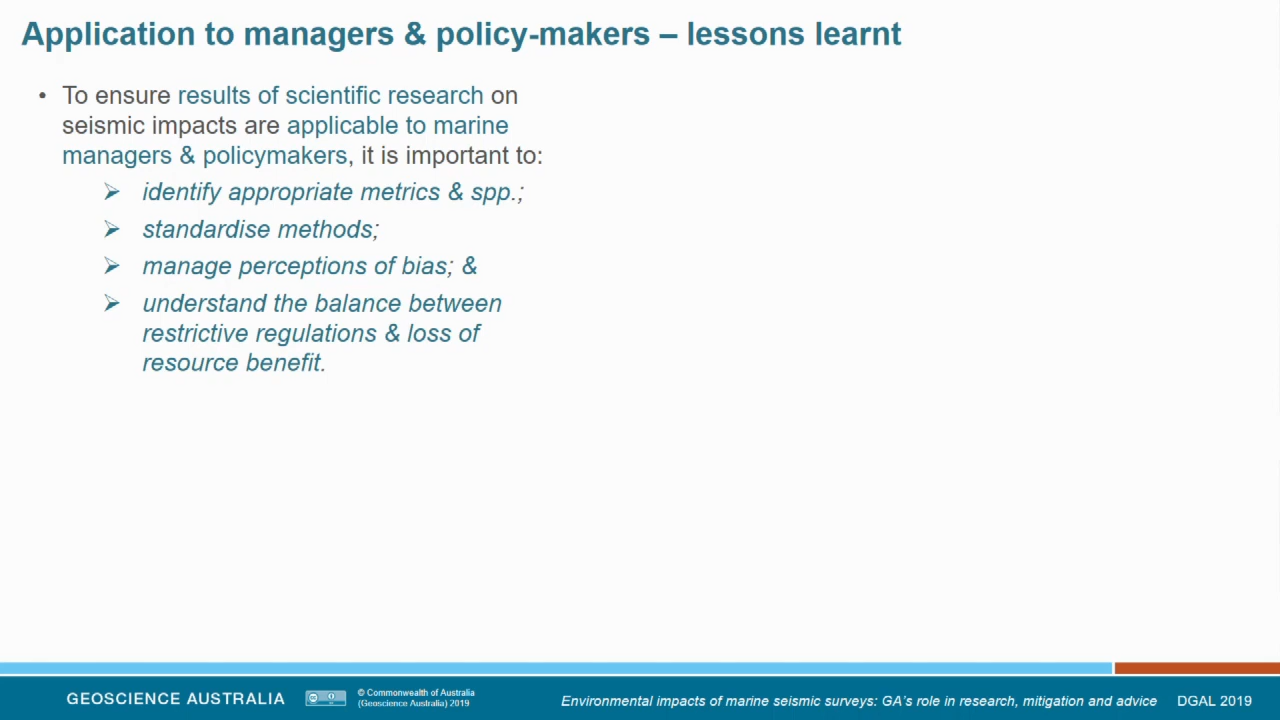 Application to managers & policy-makers – lessons learnt
• To ensure results of scientific research on
seismic impacts are applicable to marine
managers & policymakers, it is important to:
➢ identify appropriate metrics & spp.;
➢ standardise methods;
➢ manage perceptions of bias; &
➢ understand the balance between
restrictive regulations & loss of
resource benefit.
GEOSCIENCE AUSTRALIA
© Commonwealth of Australia
(Geoscience Australia) 2019
Environmental impacts of marine seismic surveys: GA's role in research, mitigation and advice
DGAL 2019